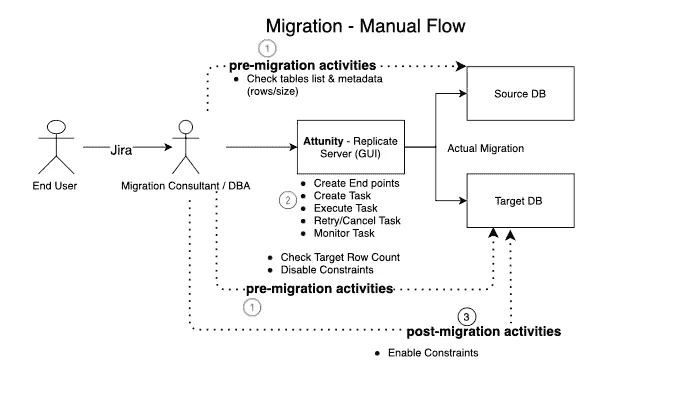 Migration - Manual Flow
1
pre-migration activities
• Check tables list & metadata
(rows/size)
Source DB
Attunity - Replicate
Server (GUI)
Jira
Actual Migration
End User
Migration Consultant / DBA
• Create End points
• Create Task
• Execute Task
• Retry/Cancel Task
• Monitor Task
2
Target DB
• Check Target Row Count
• Disable Constraints
pre-migration activities
1
3
post-migration activities
• Enable Constraints